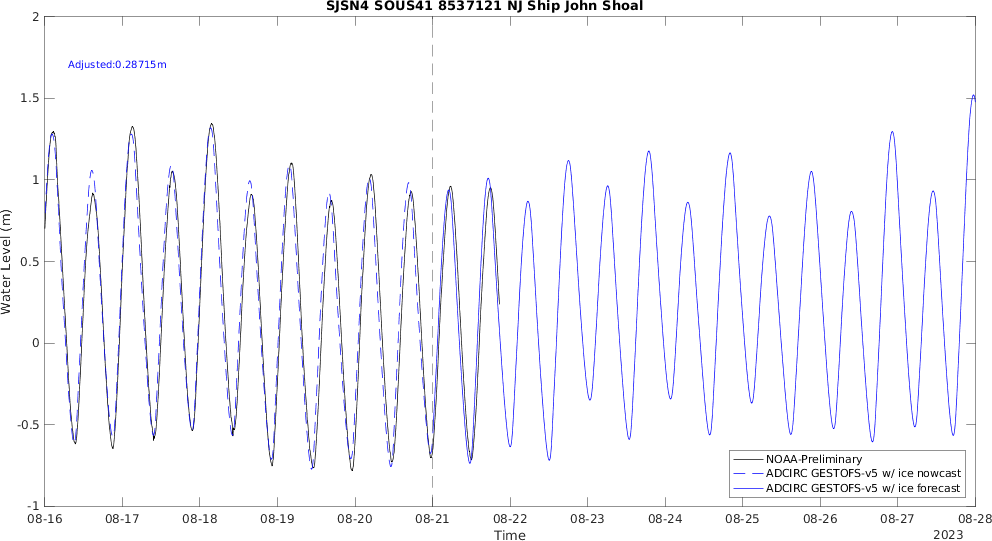 SJSN4 SOUS41 8537121 NJ Ship John Shoal
Adjusted:0.28715m
2
1.5
1
0.5
0
-0.5
-1
Water Level (m)
08-16 08-17 08-18 08-19 08-20 08-21 08-22 08-23 08-24 08-25 08-26 08-27 08-28
Time
2023
NOAA-Preliminary
ADCIRC GESTOFS-v5 w/ ice nowcast
ADCIRC GESTOFS-v5 w/ ice forecast